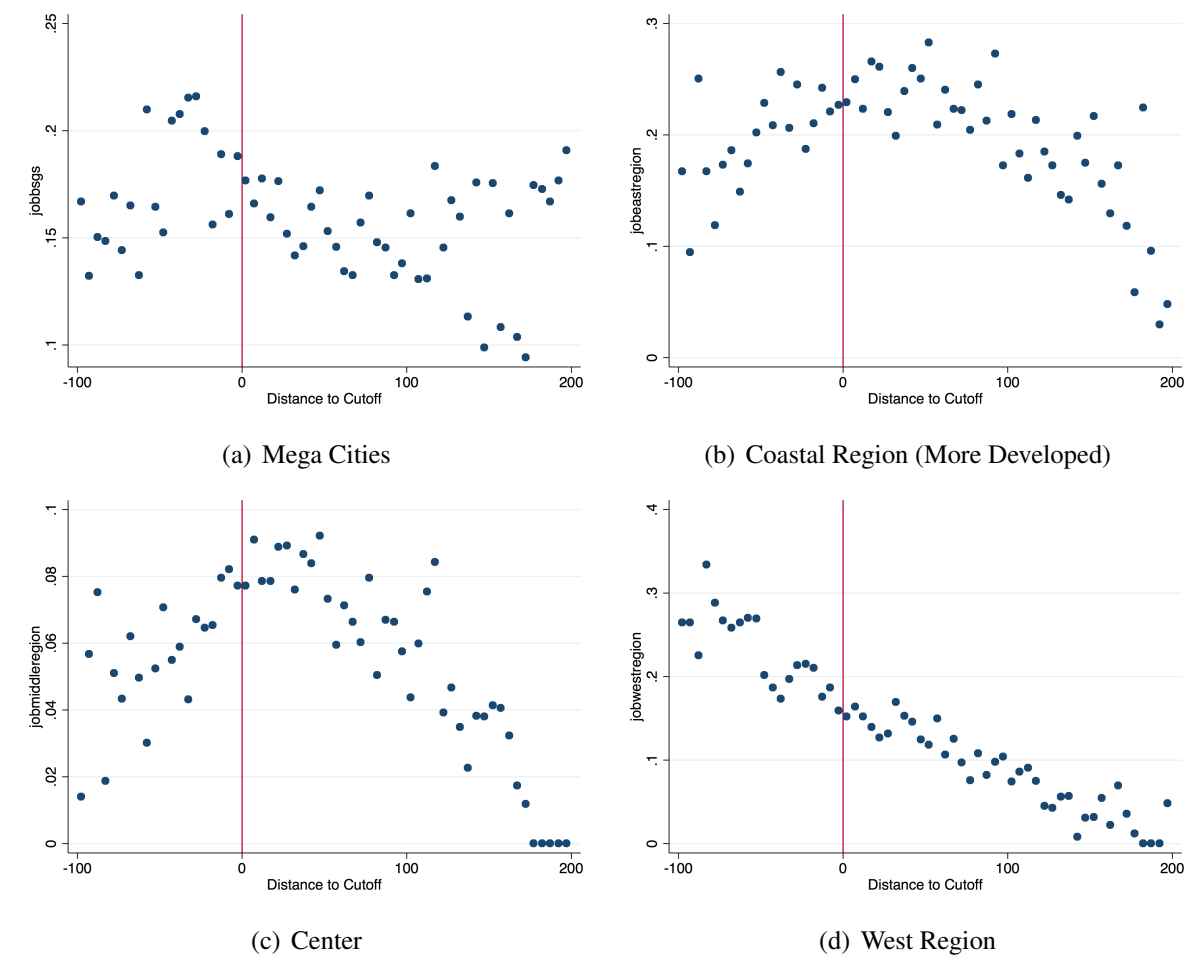 .25
.2
.15
.1
jobbsgs
-100 0 100 200
Distance to Cutoff
(a) Mega Cities
.3
.2
.1
0
jobeastregion
-100 0 100 200
Distance to Cutoff
(b) Coastal Region (More Developed)
.1
.08
.06
.04
.02
0
jobmiddleregion
-100 0 100 200
Distance to Cutoff
(c) Center
.4
.3
.2
.1
0
jobwestregion
-100 0 100 200
Distance to Cutoff
(d) West Region